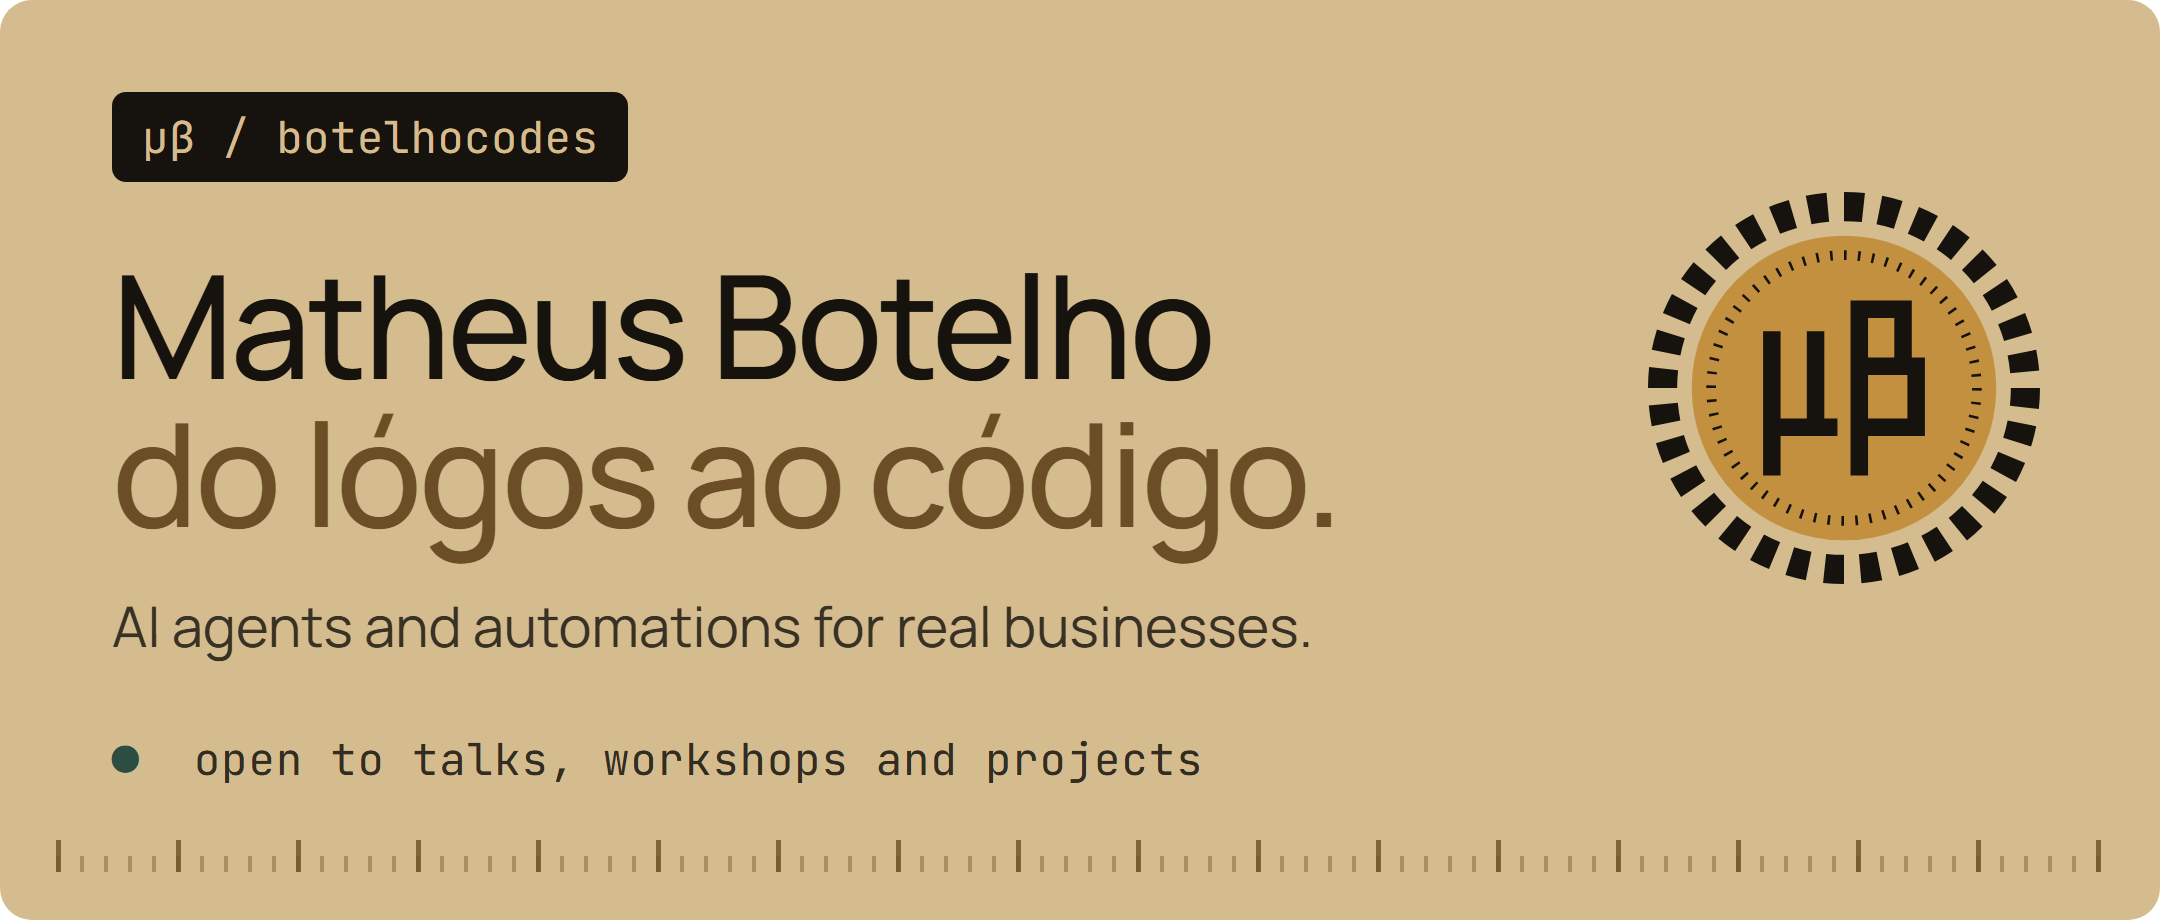 μβ / botelhocodes
Matheus Botelho
do lógos ao código.
μβ
AI agents and automations for real businesses.
open to talks, workshops and projects